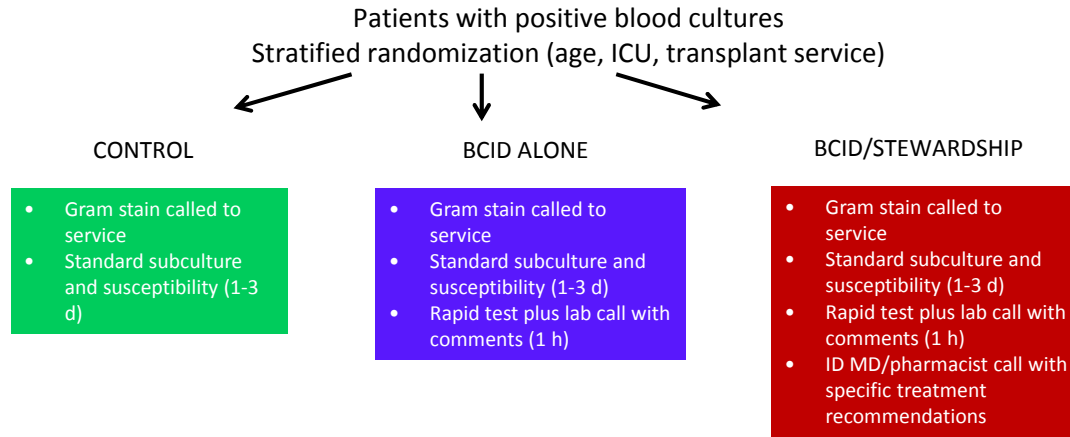 Patients with positive blood cultures
Stratified randomization (age, ICU, transplant service)
CONTROL
• Gram stain called to
service
• Standard subculture
and susceptibility (1-3
d)
BCID ALONE
• Gram stain called to
service
• Standard subculture and
susceptibility (1-3 d)
• Rapid test plus lab call with
comments (1 h)
BCID/STEWARDSHIP
• Gram stain called to
service
• Standard subculture and
susceptibility (1-3 d)
• Rapid test plus lab call with
comments (1 h)
• ID MD/pharmacist call with
specific treatment
recommendations